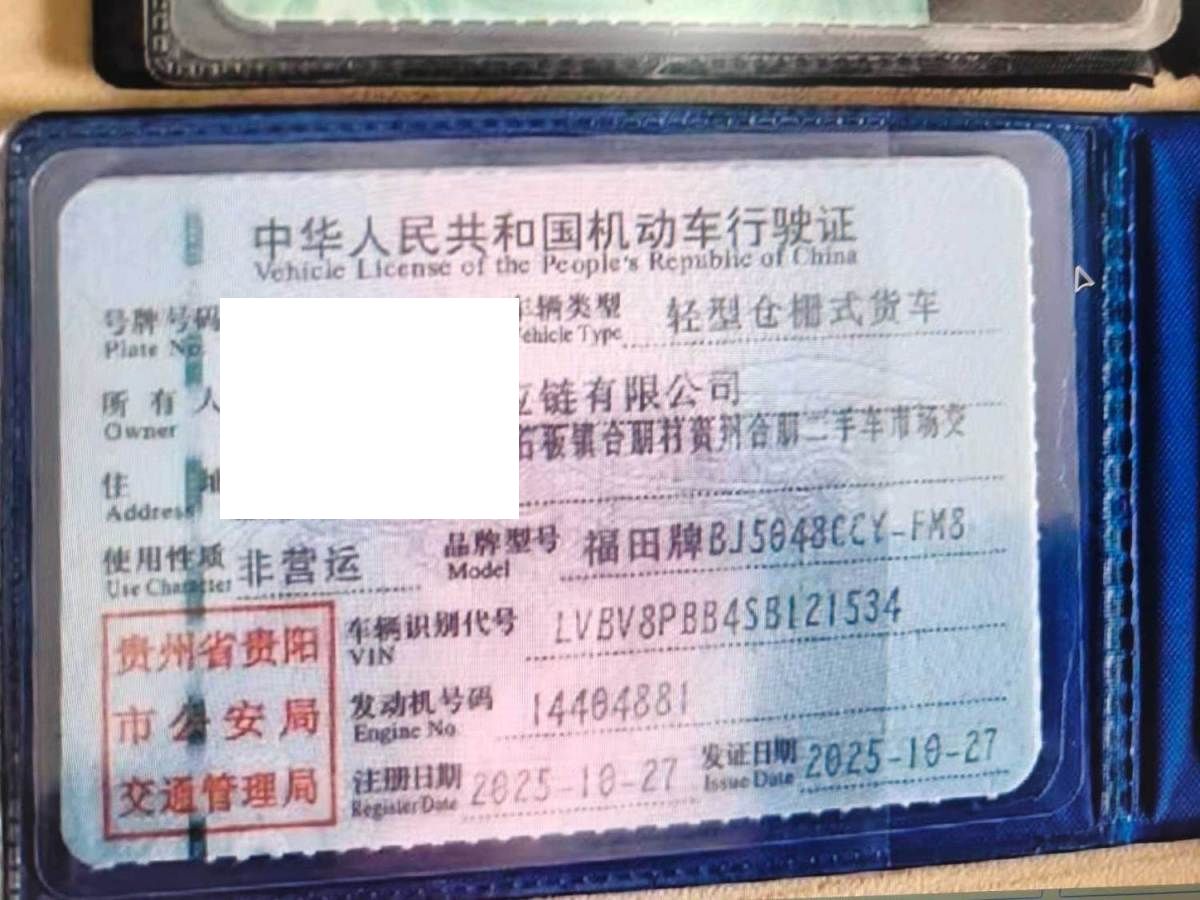 中华人民共和国机动车行驶证
Vehicle License of the People's Republic of China
号牌号码
Plate No.
车辆类型 轻型仓栅式货车
Vehicle Type
所有人 应链有限公司
Owner
石板镇合朋村贵州合朋二手车市场交
住址
Address
使用性质 非营运
Use Character
品牌型号 福田牌BJ5048CCY-FM8
Model
贵州省贵阳
市公安局
交通管理局
车辆识别代号 LVBV8PBB4SB121534
VIN
发动机号码 14404881
Engine No.
注册日期 2025-10-27
Register Date
发证日期 2025-10-27
Issue Date